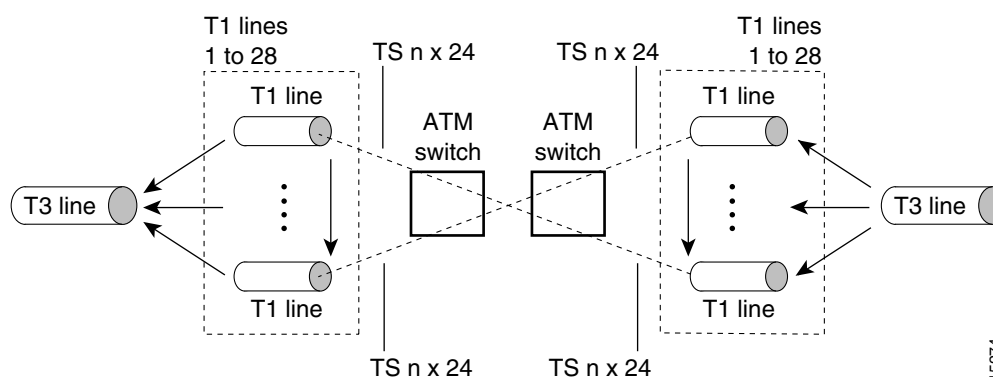 T1 lines
1 to 28
TS n x 24
TS n x 24
T1 lines
1 to 28
T1 line
ATM
switch
ATM
switch
T1 line
T3 line
T3 line
T1 line
T1 line
TS n x 24
TS n x 24